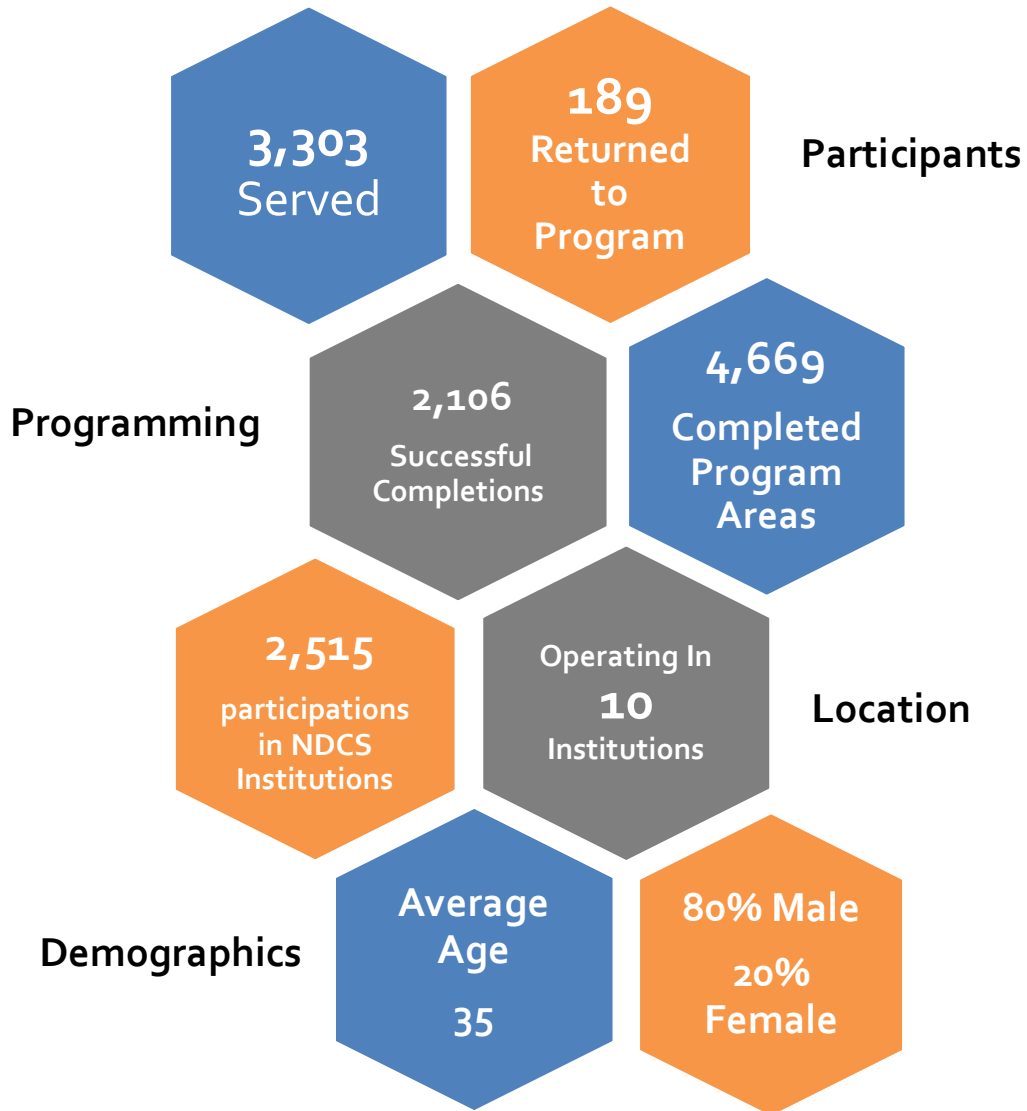 3,303
Served
189
Returned
to
Program
Participants
Programming
2,106
Successful
Completions
4,669
Completed
Program
Areas
2,515
participations
in NDCS
Institutions
Operating In
10
Institutions
Location
Demographics
Average
Age
35
80% Male
20%
Female